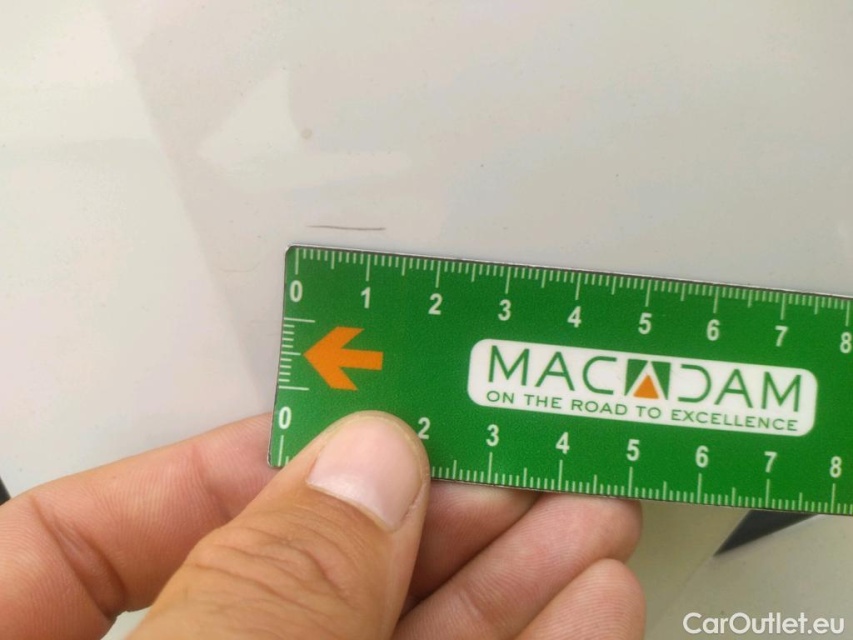 0 1 2 3 4 5 6 7 8
MACADAM
ON THE ROAD TO EXCELLENCE
0 2 3 4 5 6 7 8
CarOutlet.eu